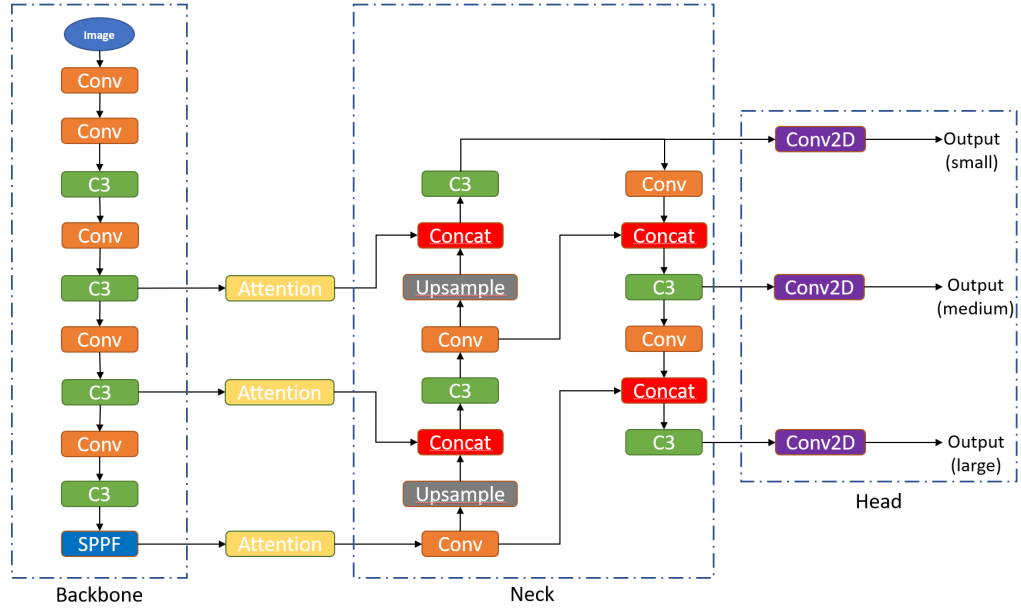 Image
Conv
Conv
C3
Conv
C3
Conv
C3
Conv
C3
SPPF
Backbone
Attention
Attention
Attention
C3
Concat
Upsample
Conv
C3
Concat
Upsample
Conv
Conv
Concat
C3
Conv
Concat
C3
Neck
Conv2D
Output
(small)
Conv2D
Output
(medium)
Conv2D
Output
(large)
Head